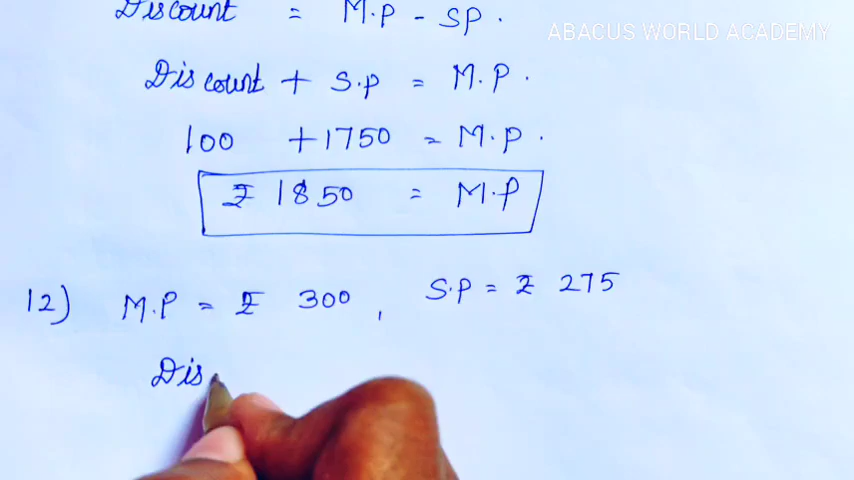 Discount = M.P - SP.
ABACUS WORLD ACADEMY
Discount + S.P = M.P.
100 + 1750 = M.P.
₹ 1850 = M.P
12) M.P = ₹ 300, S.P = ₹ 275
Dis